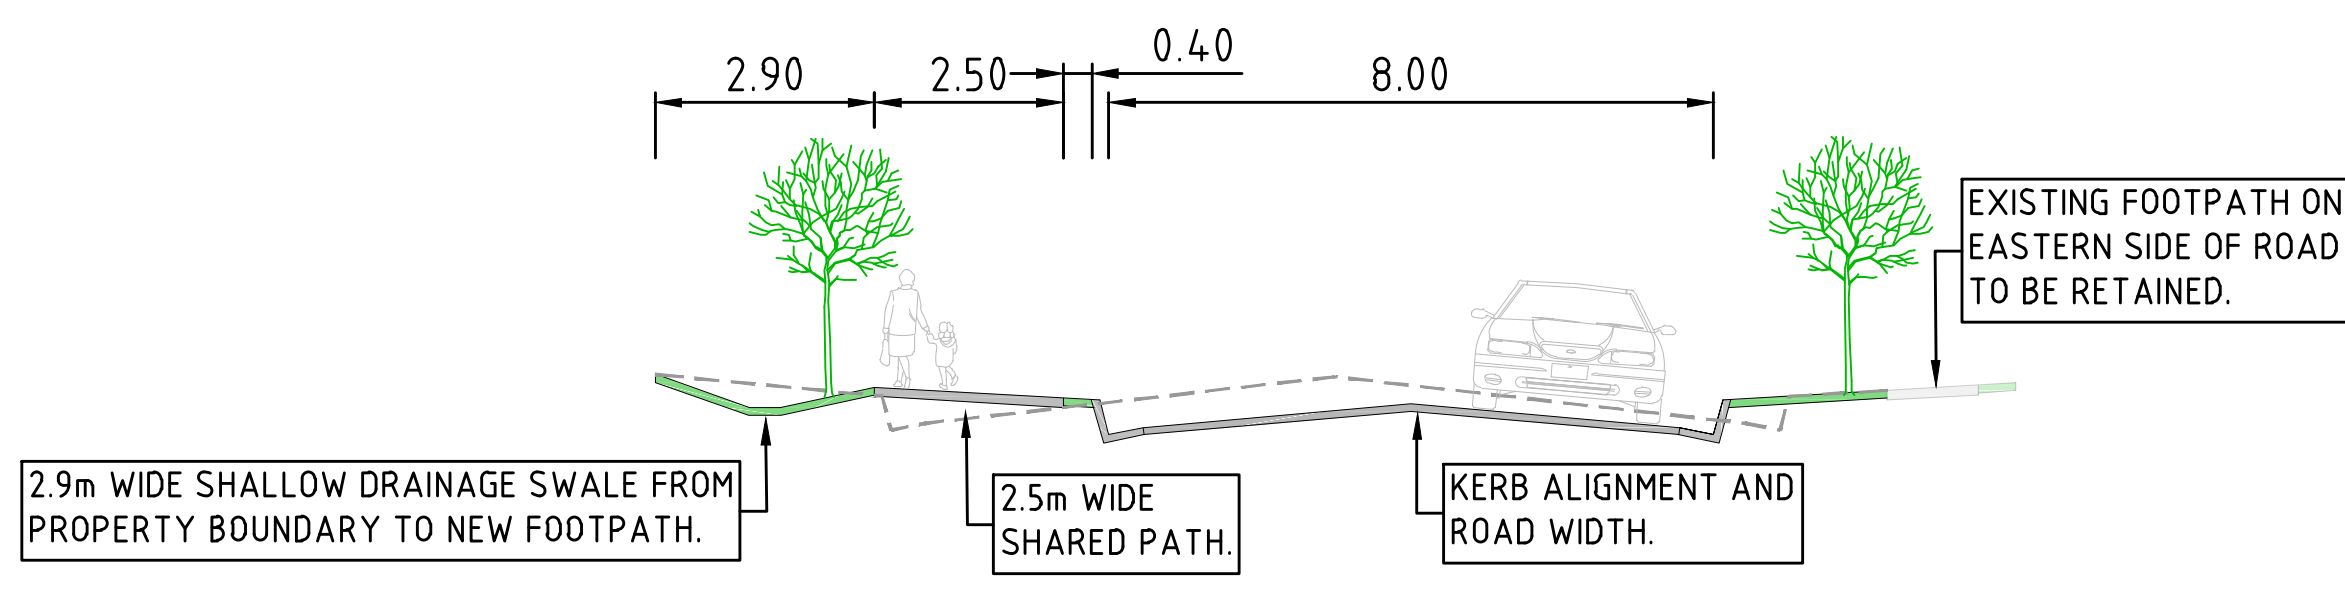 0.40
2.90
2.50
8.00
EXISTING FOOTPATH ON
EASTERN SIDE OF ROAD
TO BE RETAINED.
2.9m WIDE SHALLOW DRAINAGE SWALE FROM
PROPERTY BOUNDARY TO NEW FOOTPATH.
2.5m WIDE
SHARED PATH.
KERB ALIGNMENT AND
ROAD WIDTH.